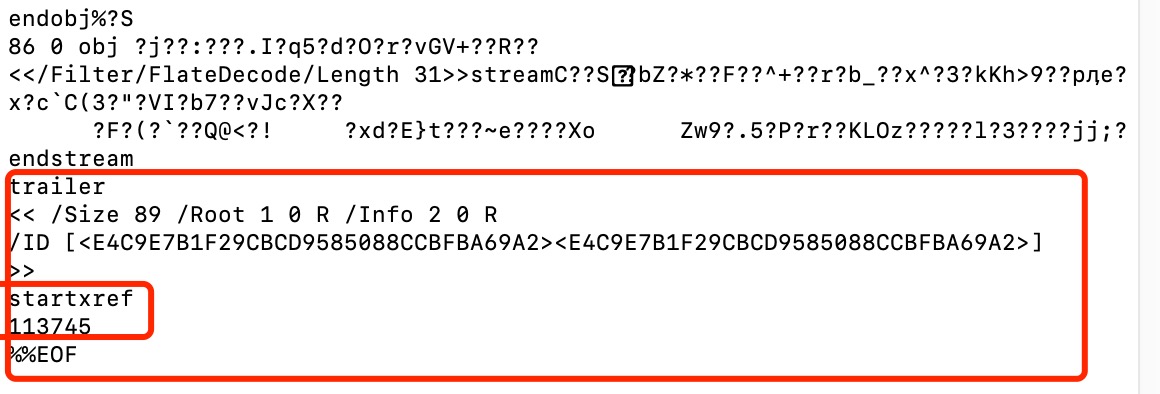 endobj%?S
86 0 obj ?j??:???.I?q5?d?O?r?vGV+??R??
<</Filter/FlateDecode/Length 31>>streamC??S⍰?bZ?*??F??^+??r?b_??x^?3?kKh>9??pде?
x?c`C(3?"?VI?b7??vJc?X??
?F?(?`??Q@<?! ?xd?E}t???~e????Xo Zw9?.5?P?r??KLOz?????l?3????jj;?
endstream
trailer
<< /Size 89 /Root 1 0 R /Info 2 0 R
/ID [<E4C9E7B1F29CBCD9585088CCBFBA69A2><E4C9E7B1F29CBCD9585088CCBFBA69A2>]
>>
startxref
113745
%%EOF